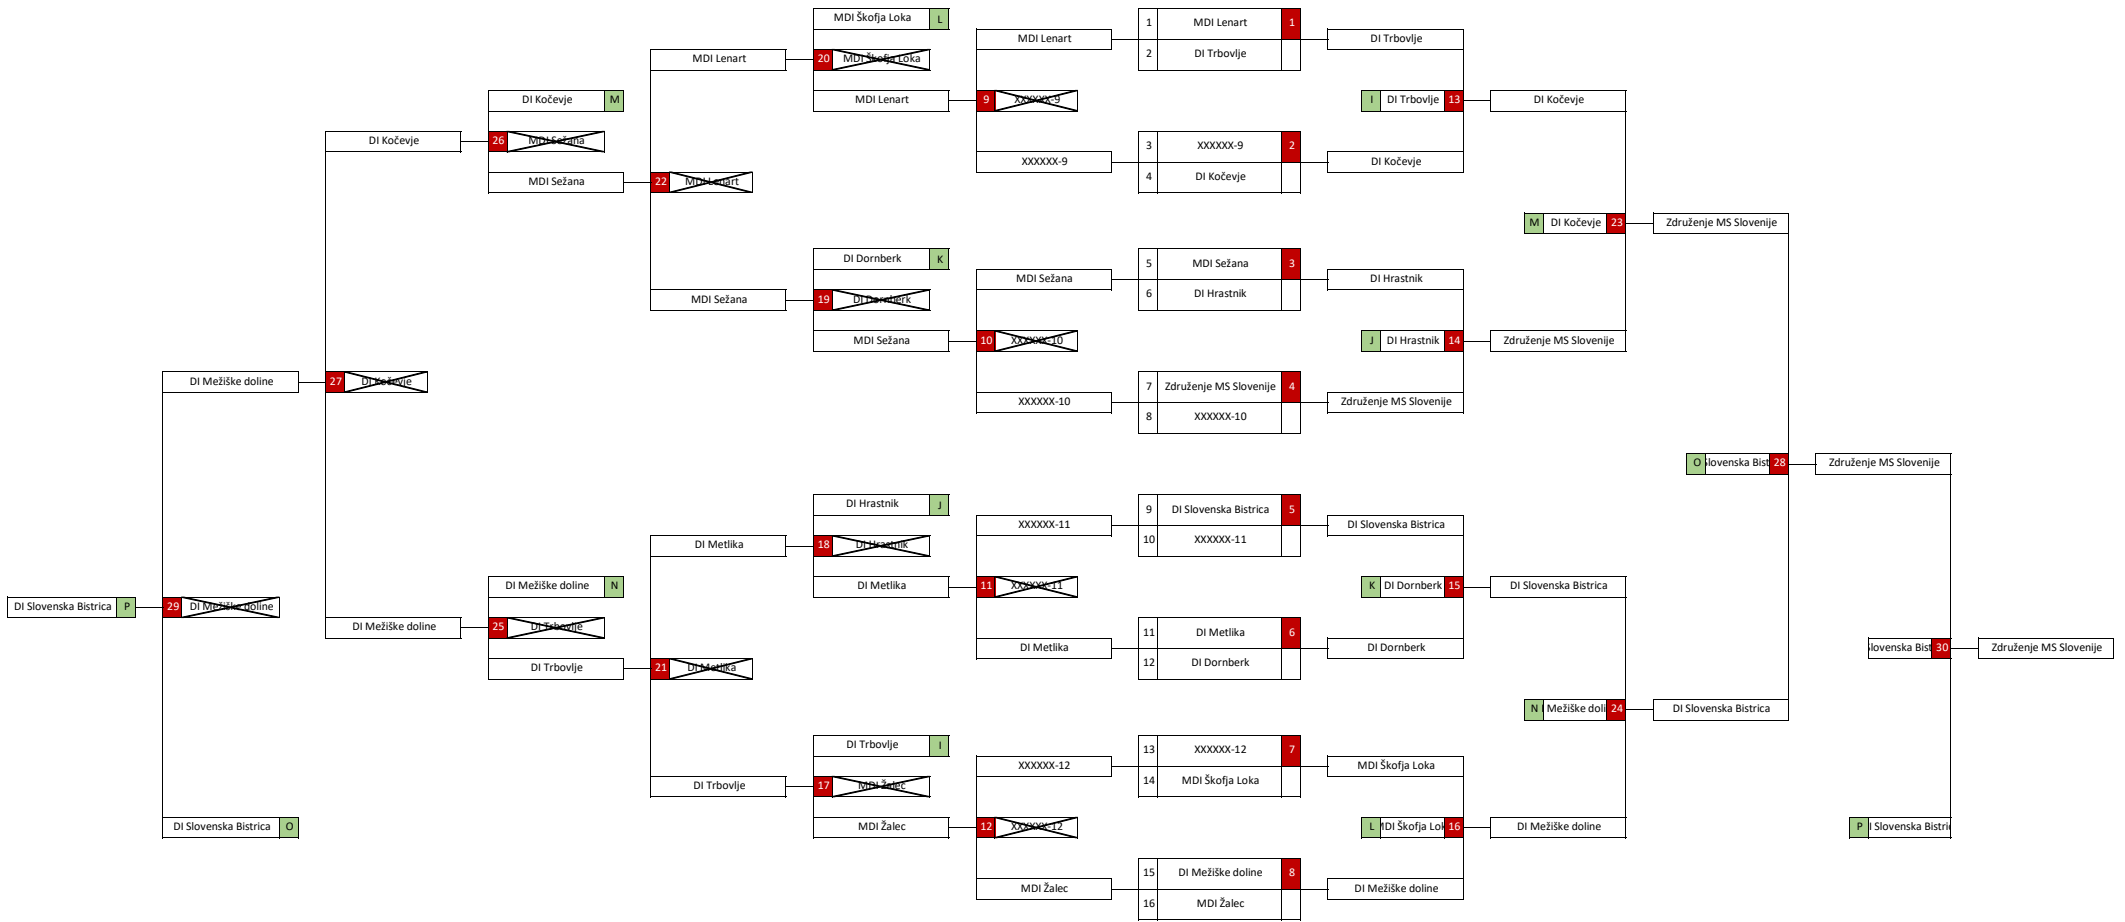 MDI Škofja Loka L
1 MDI Lenart 1
MDI Lenart
DI Trbovlje
2 DI Trbovlje
MDI Lenart
20 MDI Škofja Loka
DI Kočevje M
MDI Lenart
9 XXXXXX-9
I DI Trbovlje 13
DI Kočevje
DI Kočevje
26 MDI Sežana
3 XXXXXX-9 2
XXXXXX-9
DI Kočevje
4 DI Kočevje
MDI Sežana
22 MDI Lenart
M DI Kočevje 23
Združenje MS Slovenije
DI Dornberk K
5 MDI Sežana 3
MDI Sežana
DI Hrastnik
6 DI Hrastnik
MDI Sežana
19 DI Dornberk
MDI Sežana
10 XXXXXX-10
J DI Hrastnik 14
Združenje MS Slovenije
DI Mežiške doline
27 DI Kočevje
7 Združenje MS Slovenije 4
XXXXXX-10
Združenje MS Slovenije
8 XXXXXX-10
O Slovenska Bist 28
Združenje MS Slovenije
DI Hrastnik J
9 DI Slovenska Bistrica 5
XXXXXX-11
DI Slovenska Bistrica
10 XXXXXX-11
DI Metlika
18 DI Hrastnik
DI Mežiške doline N
DI Metlika
11 XXXXXX-11
K DI Dornberk 15
DI Slovenska Bistrica
DI Slovenska Bistrica P
29 DI Mežiške doline
DI Mežiške doline
25 DI Trbovlje
11 DI Metlika 6
DI Metlika
DI Dornberk
12 DI Dornberk
Slovenska Bist 30
Združenje MS Slovenije
DI Trbovlje
21 DI Metlika
N I Mežiške doli 24
DI Slovenska Bistrica
DI Trbovlje I
13 XXXXXX-12 7
XXXXXX-12
MDI Škofja Loka
14 MDI Škofja Loka
DI Trbovlje
17 MDI Žalec
DI Slovenska Bistrica O
MDI Žalec
12 XXXXXX-12
L MDI Škofja Lok 16
DI Mežiške doline
P I Slovenska Bistri
15 DI Mežiške doline 8
MDI Žalec
DI Mežiške doline
16 MDI Žalec